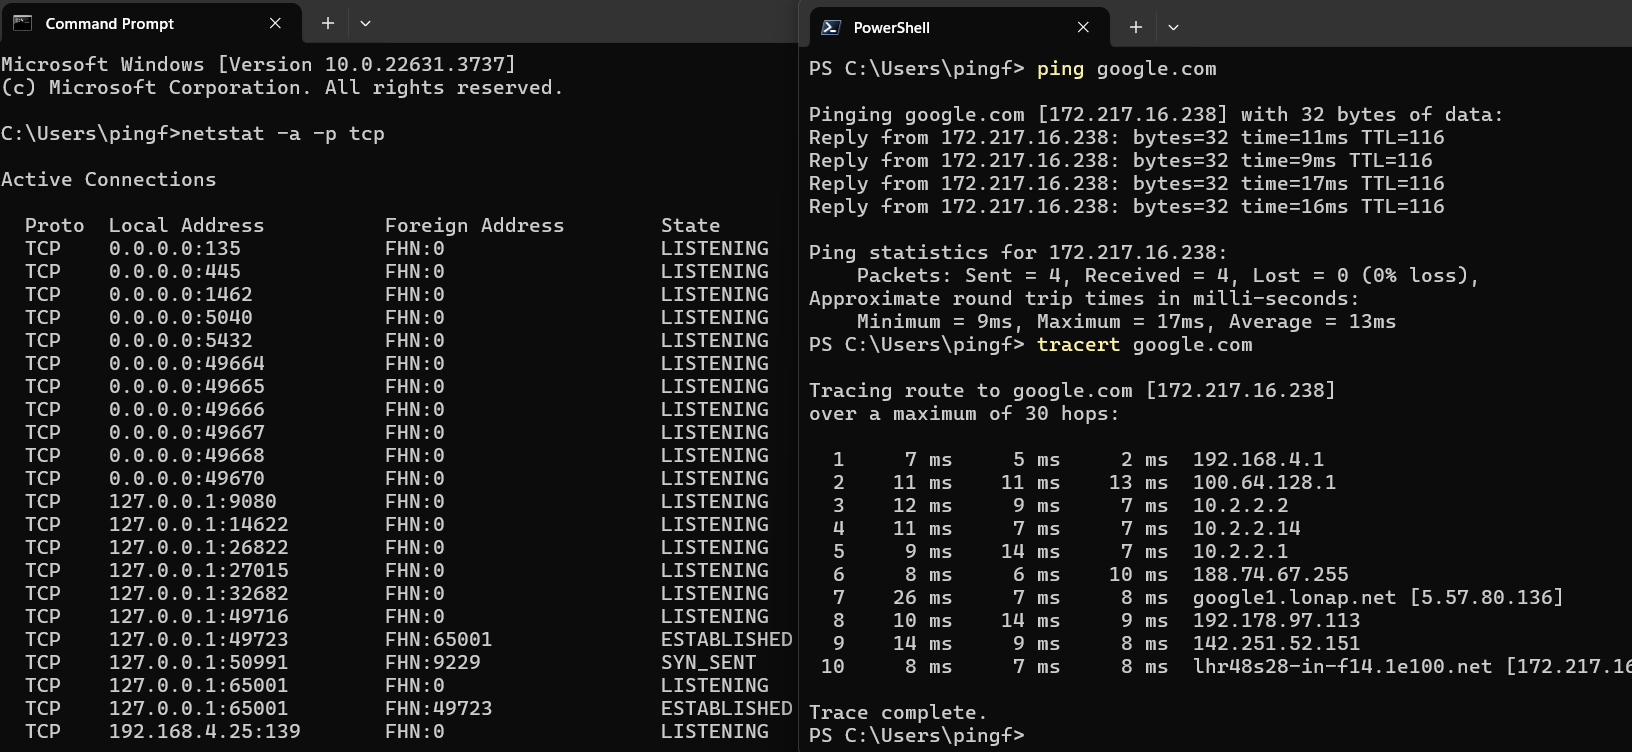 Command Prompt
Microsoft Windows [Version 10.0.22631.3737]
(c) Microsoft Corporation. All rights reserved.
C:\Users\pingf>netstat -a -p tcp
Active Connections
Proto  Local Address          Foreign Address        State
TCP    0.0.0.0:135            FHN:0                  LISTENING
TCP    0.0.0.0:445            FHN:0                  LISTENING
TCP    0.0.0.0:1462           FHN:0                  LISTENING
TCP    0.0.0.0:5040           FHN:0                  LISTENING
TCP    0.0.0.0:5432           FHN:0                  LISTENING
TCP    0.0.0.0:49664          FHN:0                  LISTENING
TCP    0.0.0.0:49665          FHN:0                  LISTENING
TCP    0.0.0.0:49666          FHN:0                  LISTENING
TCP    0.0.0.0:49667          FHN:0                  LISTENING
TCP    0.0.0.0:49668          FHN:0                  LISTENING
TCP    0.0.0.0:49670          FHN:0                  LISTENING
TCP    127.0.0.1:9080         FHN:0                  LISTENING
TCP    127.0.0.1:14622        FHN:0                  LISTENING
TCP    127.0.0.1:26822        FHN:0                  LISTENING
TCP    127.0.0.1:27015        FHN:0                  LISTENING
TCP    127.0.0.1:32682        FHN:0                  LISTENING
TCP    127.0.0.1:49716        FHN:0                  LISTENING
TCP    127.0.0.1:49723        FHN:65001              ESTABLISHED
TCP    127.0.0.1:50991        FHN:9229               SYN_SENT
TCP    127.0.0.1:65001        FHN:0                  LISTENING
TCP    127.0.0.1:65001        FHN:49723              ESTABLISHED
TCP    192.168.4.25:139       FHN:0                  LISTENING
PowerShell
PS C:\Users\pingf> ping google.com
Pinging google.com [172.217.16.238] with 32 bytes of data:
Reply from 172.217.16.238: bytes=32 time=11ms TTL=116
Reply from 172.217.16.238: bytes=32 time=9ms TTL=116
Reply from 172.217.16.238: bytes=32 time=17ms TTL=116
Reply from 172.217.16.238: bytes=32 time=16ms TTL=116
Ping statistics for 172.217.16.238:
Packets: Sent = 4, Received = 4, Lost = 0 (0% loss),
Approximate round trip times in milli-seconds:
Minimum = 9ms, Maximum = 17ms, Average = 13ms
PS C:\Users\pingf> tracert google.com
Tracing route to google.com [172.217.16.238]
over a maximum of 30 hops:
1     7 ms     5 ms     2 ms  192.168.4.1
2    11 ms    11 ms    13 ms  100.64.128.1
3    12 ms     9 ms     7 ms  10.2.2.2
4    11 ms     7 ms     7 ms  10.2.2.14
5     9 ms    14 ms     7 ms  10.2.2.1
6     8 ms     6 ms    10 ms  188.74.67.255
7    26 ms     7 ms     8 ms  google1.lonap.net [5.57.80.136]
8    10 ms    14 ms     9 ms  192.178.97.113
9    14 ms     9 ms     8 ms  142.251.52.151
10     8 ms     7 ms     8 ms  lhr48s28-in-f14.1e100.net [172.217.16
Trace complete.
PS C:\Users\pingf>